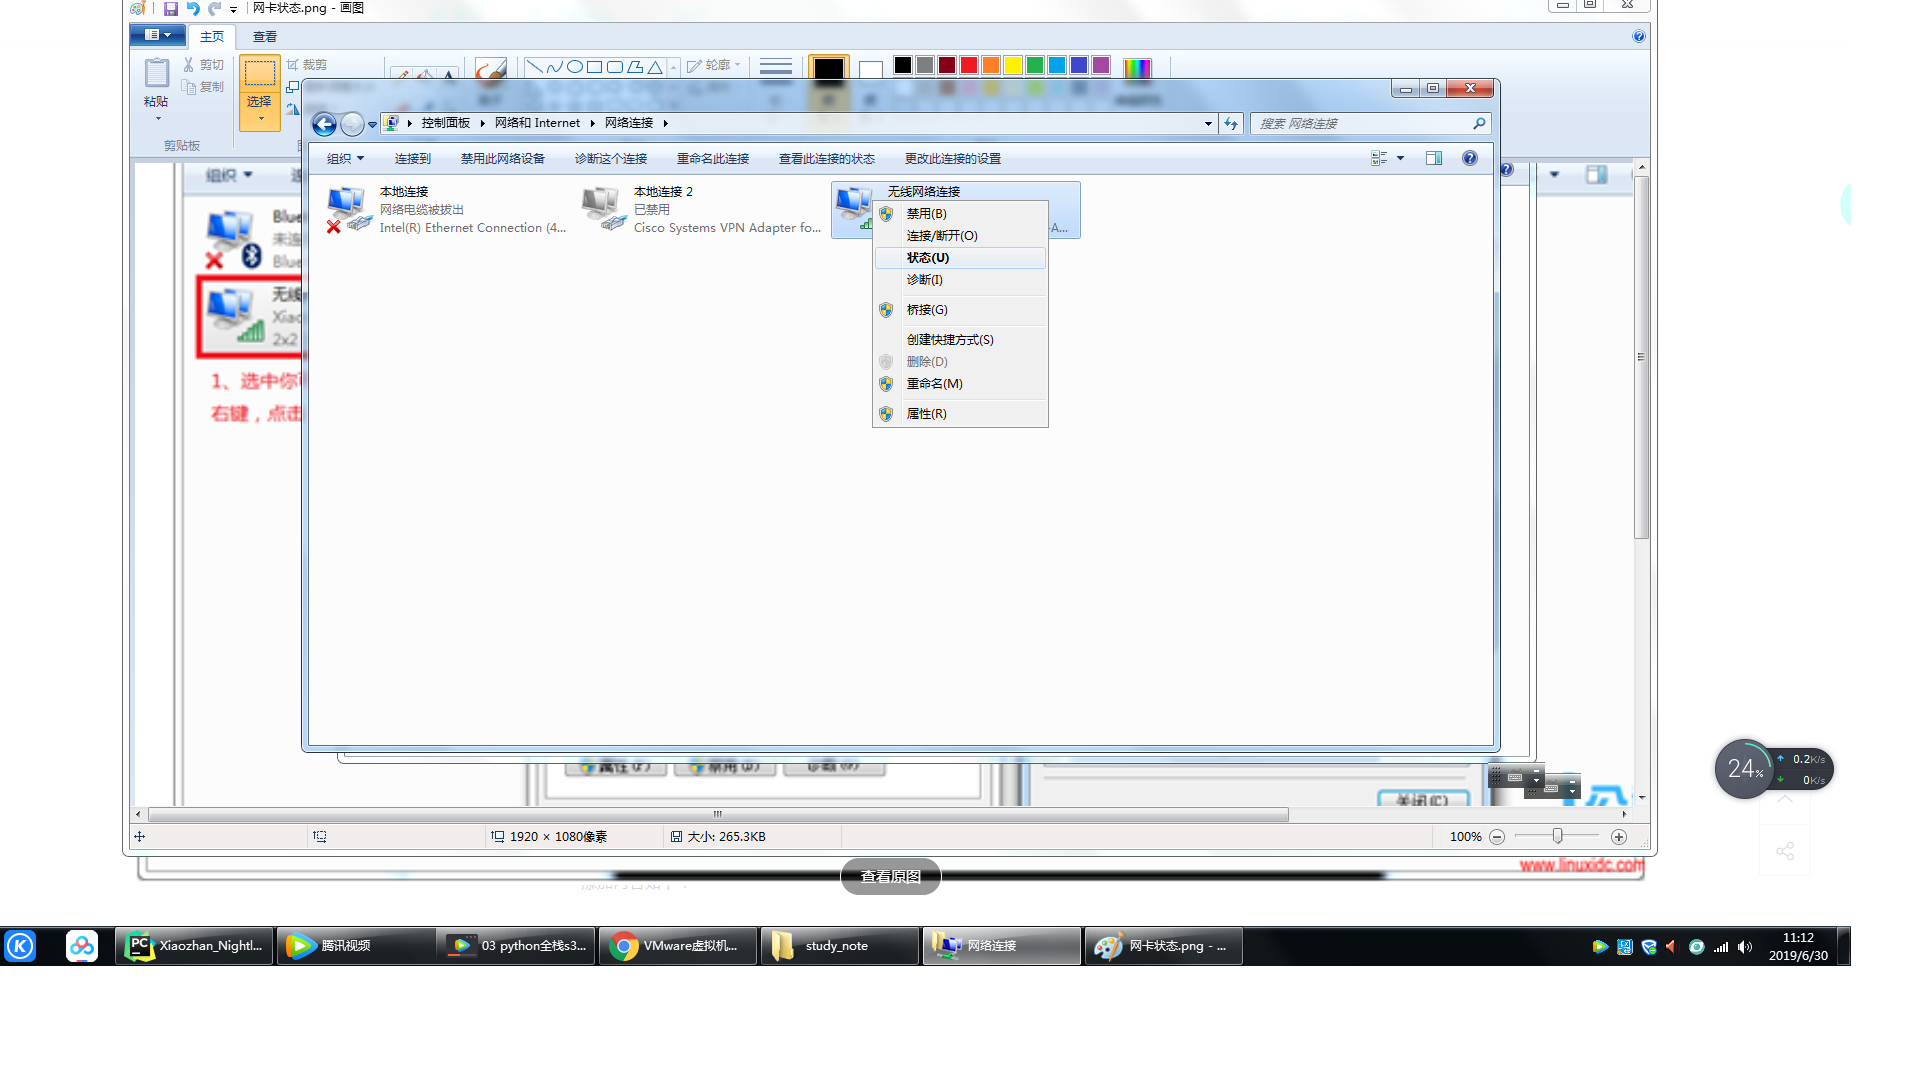 网卡状态.png - 画图
主页
查看
粘贴
剪切
复制
剪贴板
选择
裁剪
轮廓
控制面板
网络和 Internet
网络连接
搜索 网络连接
组织
连接到
禁用此网络设备
诊断这个连接
重命名此连接
查看此连接的状态
更改此连接的设置
本地连接
网络电缆被拔出
Intel(R) Ethernet Connection (4...
本地连接 2
已禁用
Cisco Systems VPN Adapter fo...
无线网络连接
A...
禁用(B)
连接/断开(O)
状态(U)
诊断(I)
桥接(G)
创建快捷方式(S)
删除(D)
重命名(M)
属性(R)
组织
Blue
未连
Blue
无线
Xiao
2x2
1、选中你
右键，点击
属性(P)
禁用(D)
诊断(G)
关闭(C)
1920 × 1080像素
大小: 265.3KB
100%
24%
0.2K/s
0K/s
www.linuxidc.com
查看原图
Xiaozhan_Nightl...
腾讯视频
03 python全栈s3...
VMware虚拟机...
study_note
网络连接
网卡状态.png - ...
11:12
2019/6/30